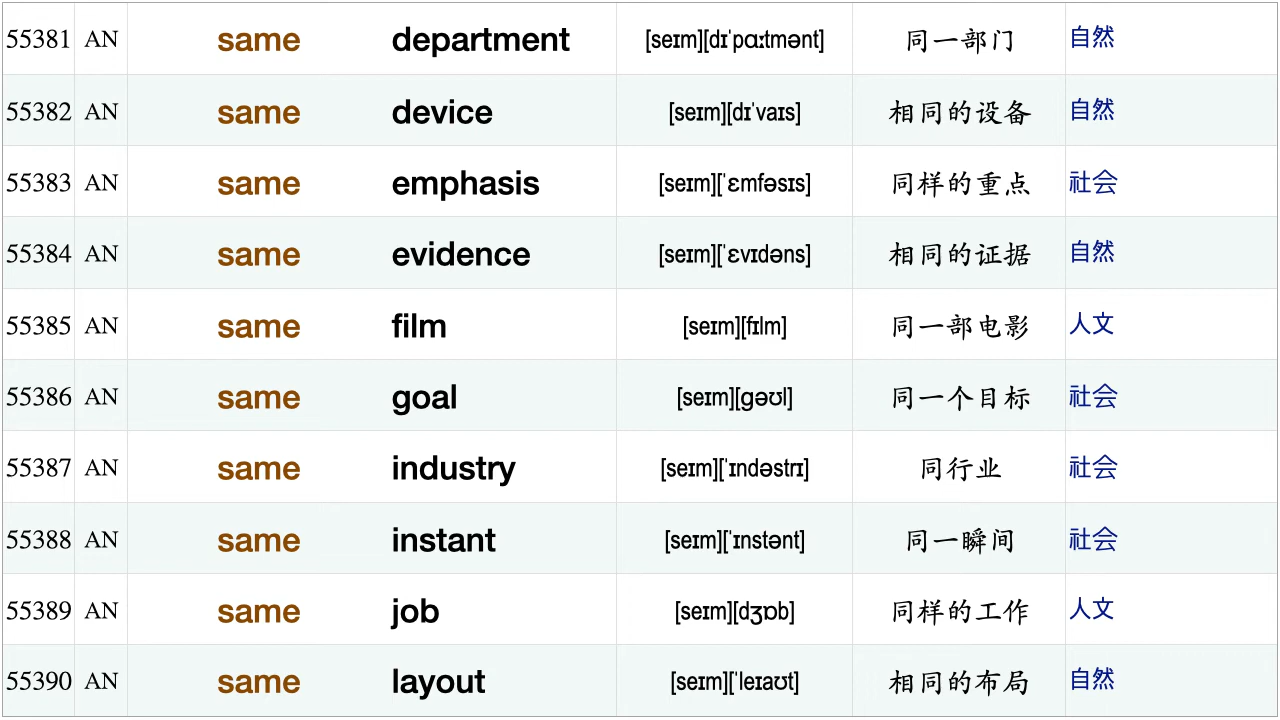 55381 AN same department [seɪm][dɪˈpɑɪtmənt] 同一部门 自然
55382 AN same device [seɪm][dɪˈvaɪs] 相同的设备 自然
55383 AN same emphasis [seɪm][ˈɛmfəsɪs] 同样的重点 社会
55384 AN same evidence [seɪm][ˈɛvɪdəns] 相同的证据 自然
55385 AN same film [seɪm][fɪlm] 同一部电影 人文
55386 AN same goal [seɪm][gəʊl] 同一个目标 社会
55387 AN same industry [seɪm][ˈɪndəstrɪ] 同行业 社会
55388 AN same instant [seɪm][ˈɪnstənt] 同一瞬间 社会
55389 AN same job [seɪm][dʒɒb] 同样的工作 人文
55390 AN same layout [seɪm][ˈleɪaʊt] 相同的布局 自然